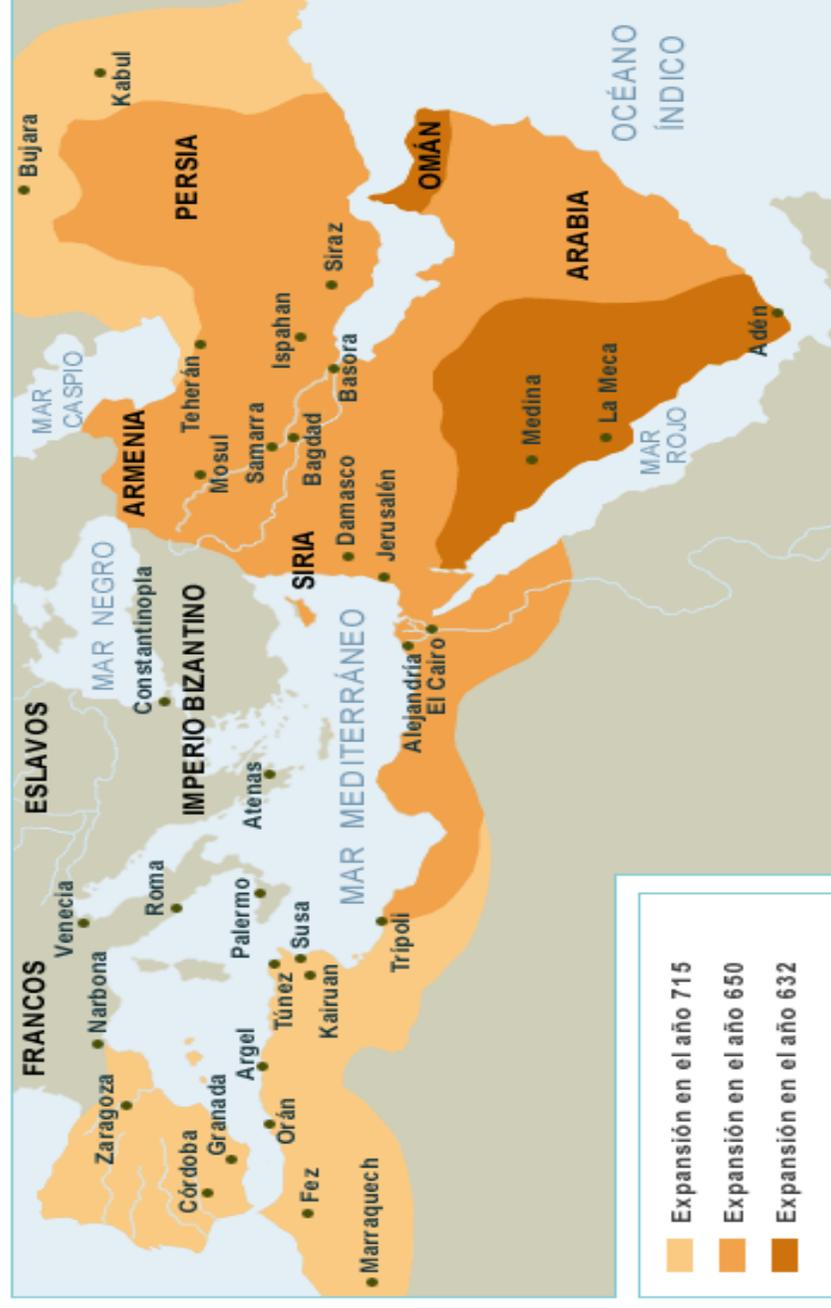 FRANCOS
ESLAVOS
Venecia
Narbona
Zaragoza
Roma
Córdoba
Granada
Argel
Orán
Fez
Marraquech
Palermo
Túnez
Susa
Kairuan
Trípoli
Atenas
MAR NEGRO
Constantinopla
IMPERIO BIZANTINO
MAR MEDITERRÁNEO
Alejandría
El Cairo
MAR
CASPIO
ARMENIA
Teherán
Mosul
Samarra
Bagdad
SIRIA
Damasco
Jerusalén
Ispahan
Basora
Siraz
Bujara
Kabul
PERSIA
OMÁN
ARABIA
Medina
La Meca
MAR
ROJO
Adén
OCÉANO
ÍNDICO
Expansión en el año 715
Expansión en el año 650
Expansión en el año 632